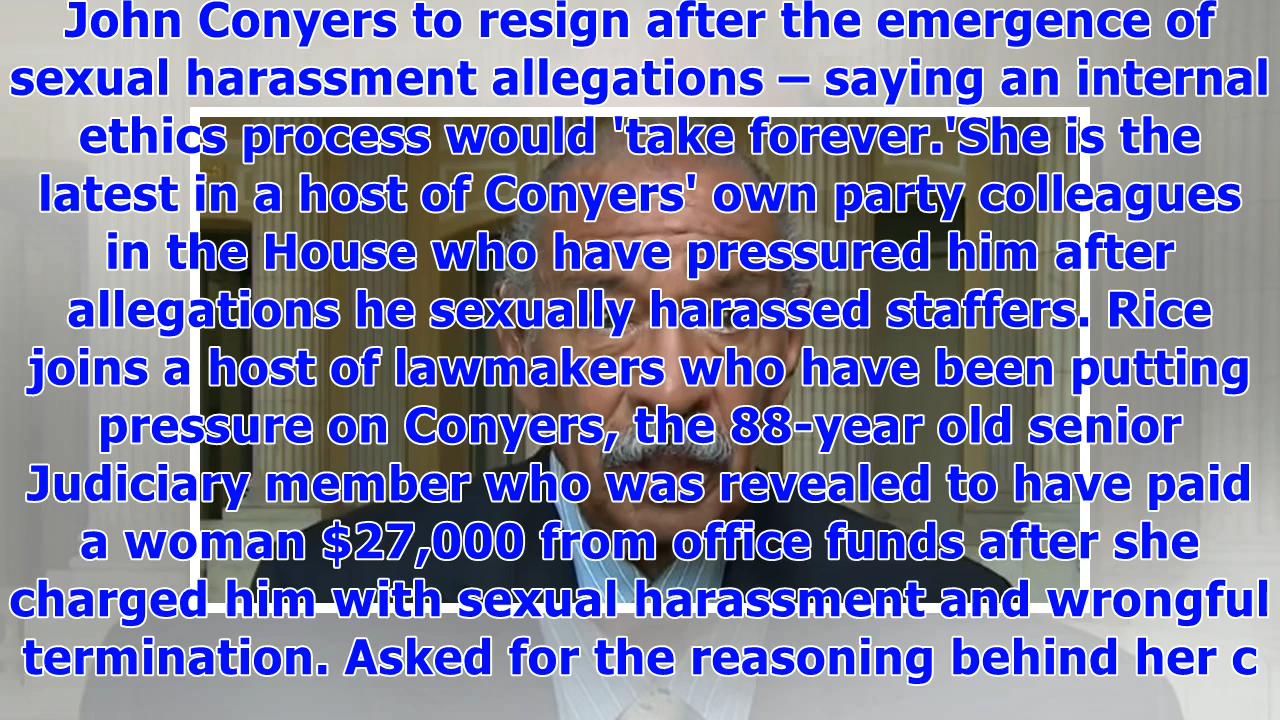 John Conyers to resign after the emergence of
sexual harassment allegations – saying an internal
ethics process would 'take forever.'She is the
latest in a host of Conyers' own party colleagues
in the House who have pressured him after
allegations he sexually harassed staffers. Rice
joins a host of lawmakers who have been putting
pressure on Conyers, the 88-year old senior
Judiciary member who was revealed to have paid
a woman $27,000 from office funds after she
charged him with sexual harassment and wrongful
termination. Asked for the reasoning behind her c